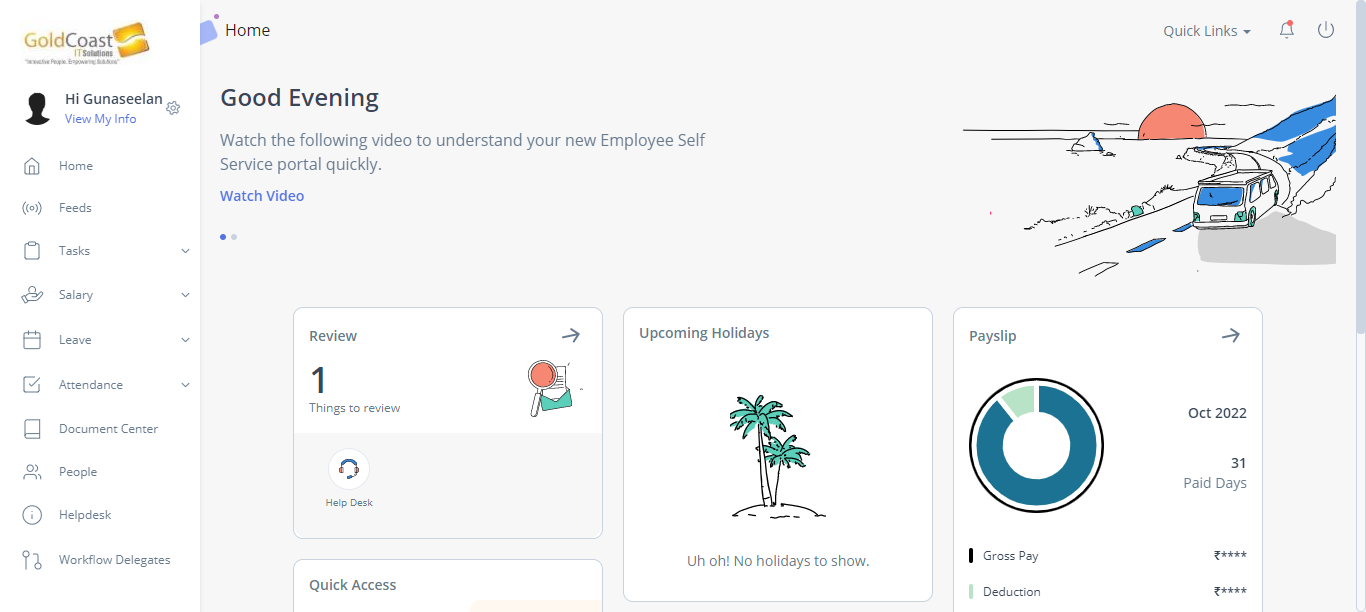 GoldCoast
ITSolutions
"Innovative People. Empowering Solutions"
Hi Gunaseelan
View My Info
Home
Feeds
Tasks
Salary
Leave
Attendance
Document Center
People
Helpdesk
Workflow Delegates
Home
Quick Links
Good Evening
Watch the following video to understand your new Employee Self
Service portal quickly.
Watch Video
Review
1
Things to review
Help Desk
Quick Access
Upcoming Holidays
Uh oh! No holidays to show.
Payslip
Oct 2022
31
Paid Days
Gross Pay ₹****
Deduction ₹****